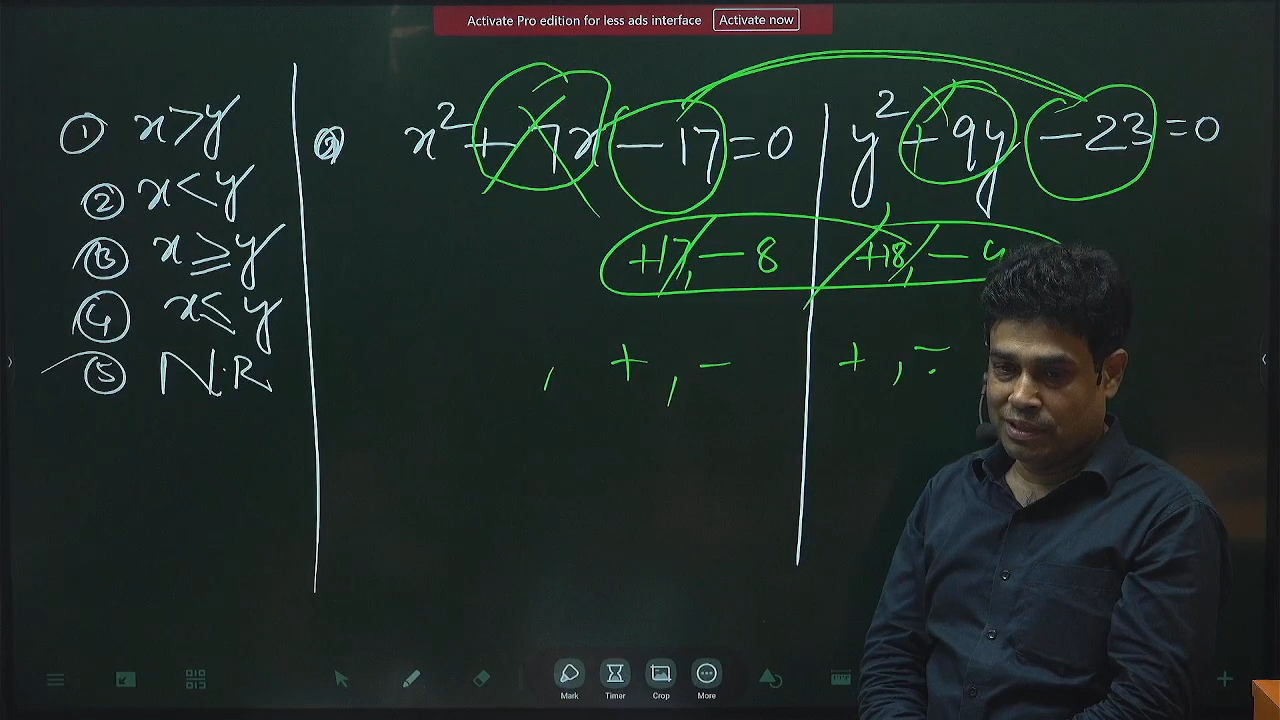 Activate Pro edition for less ads interface Activate now
① x>y
② x<y
③ x≥y
④ x≤y
⑤ N.R
x² + 7x - 17 = 0
y² + 9y - 23 = 0
+17, - 8
+18, - 4
, +, -
+, -
Mark Timer Crop More